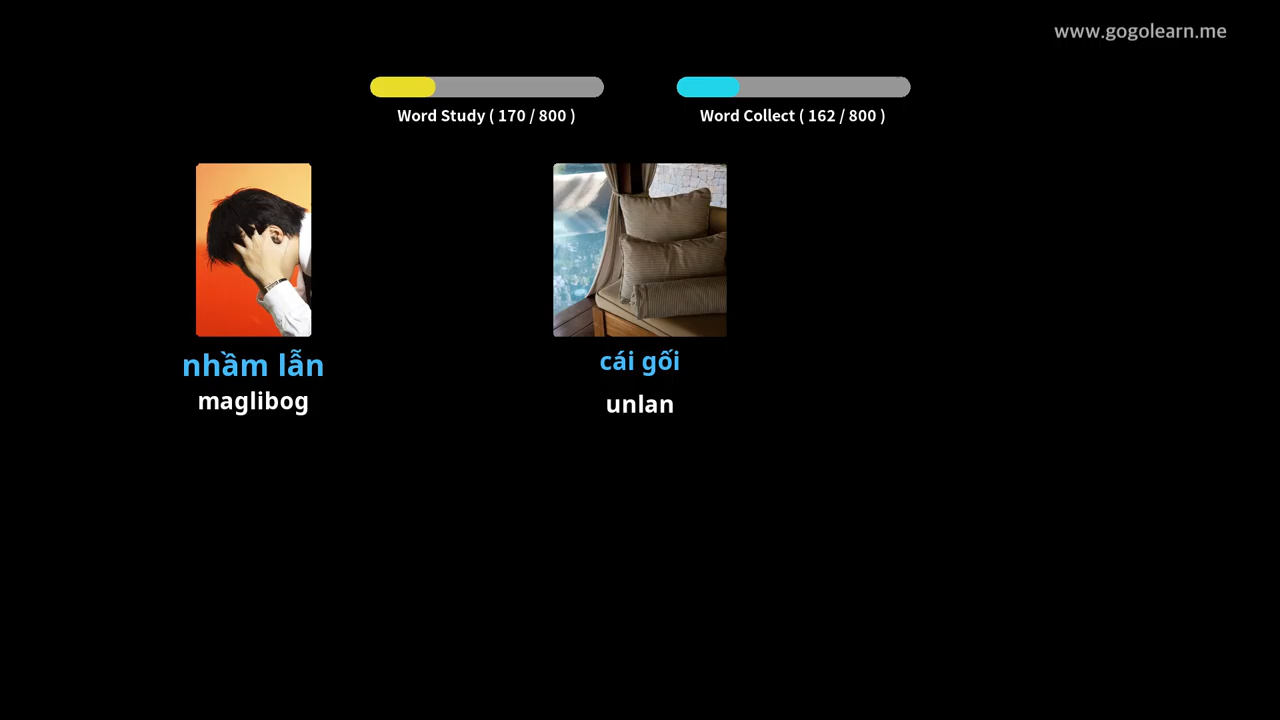 www.gogolearn.me
Word Study ( 170 / 800 )
Word Collect ( 162 / 800 )
nhầm lẫn
maglibog
cái gối
unlan